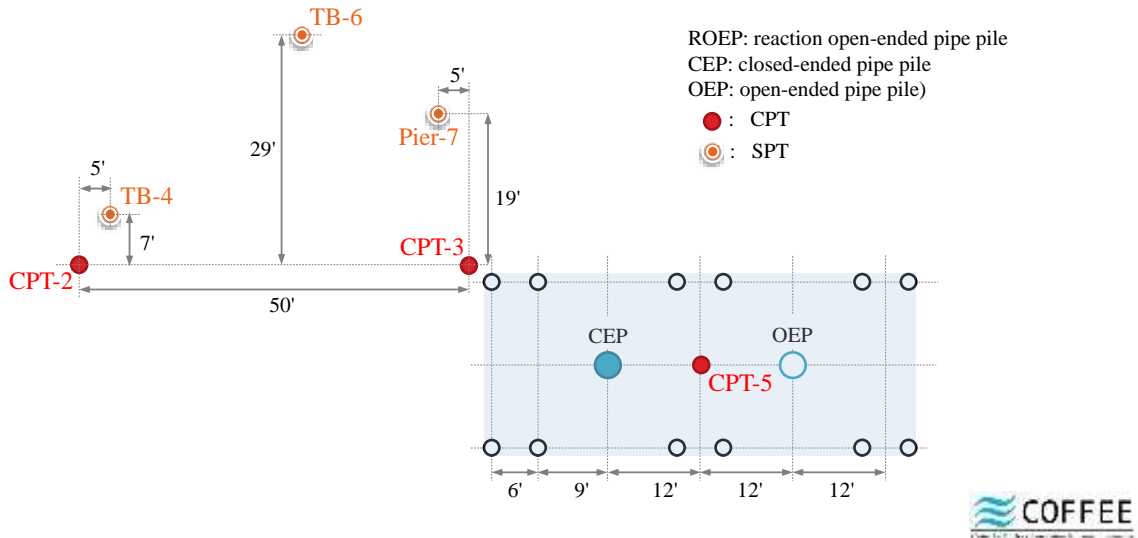 TB-6
ROEP: reaction open-ended pipe pile
CEP: closed-ended pipe pile
OEP: open-ended pipe pile)
: CPT
: SPT
5'
Pier-7
29'
5'
TB-4
19'
7'
CPT-3
CPT-2
50'
CEP
OEP
CPT-5
6'
9'
12'
12'
12'
COFFEE